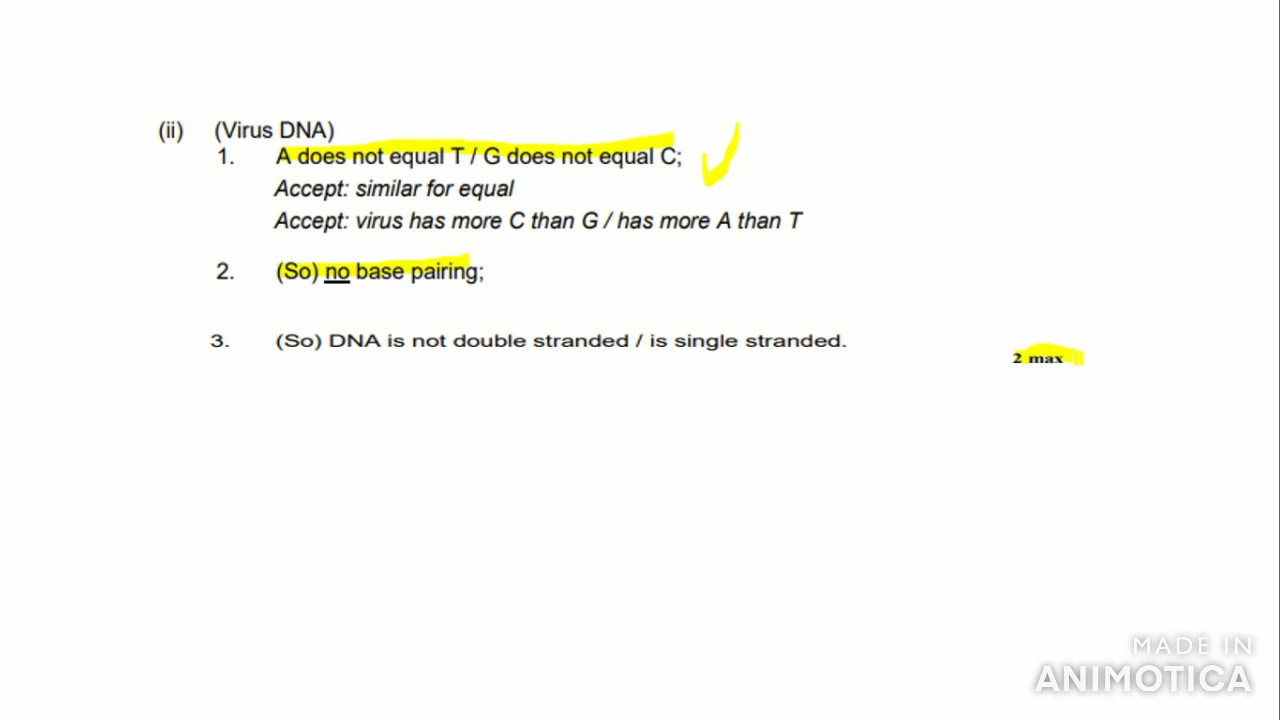 (ii) (Virus DNA)
1. A does not equal T / G does not equal C;
Accept: similar for equal
Accept: virus has more C than G / has more A than T
2. (So) no base pairing;
3. (So) DNA is not double stranded / is single stranded.
2 max
MADE IN
ANIMOTICA